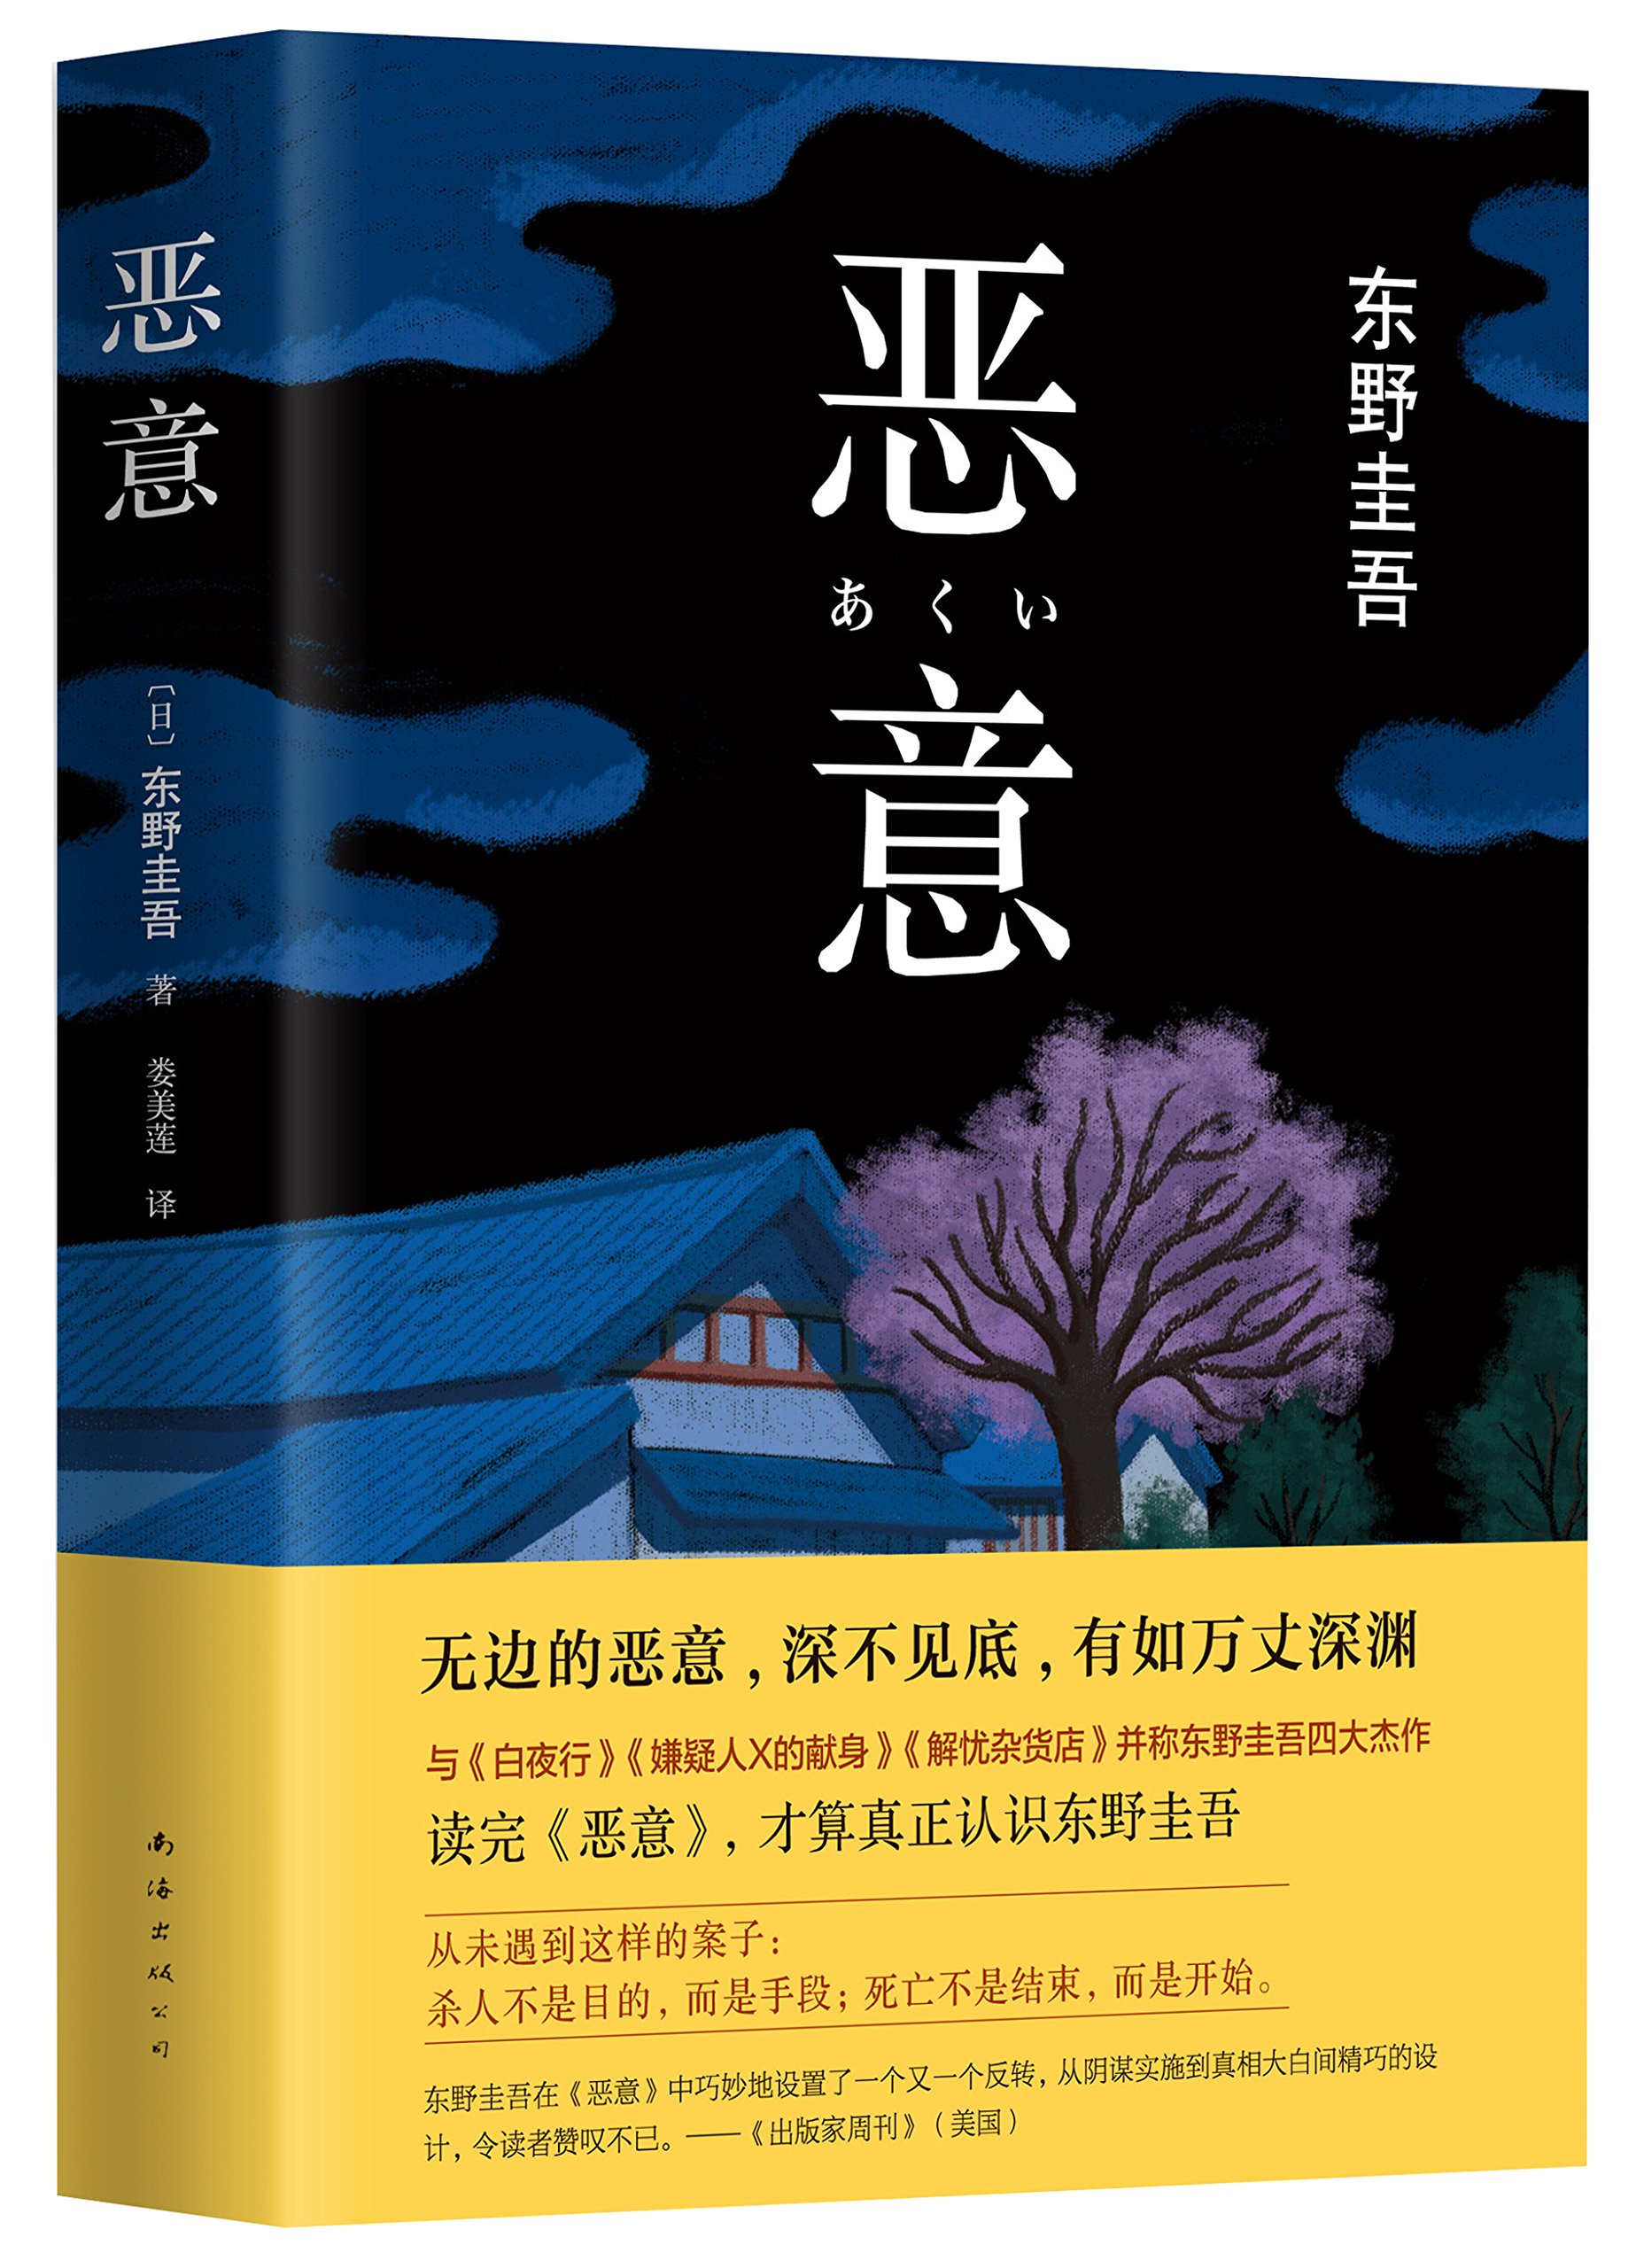 恶意
〔日〕东野圭吾 著 娄美莲 译
南海出版公司
东野圭吾
恶
あくい
意
无边的恶意，深不见底，有如万丈深渊
与《白夜行》《嫌疑人X的献身》《解忧杂货店》并称东野圭吾四大杰作
读完《恶意》，才算真正认识东野圭吾
从未遇到这样的案子：
杀人不是目的，而是手段；死亡不是结束，而是开始。
东野圭吾在《恶意》中巧妙地设置了一个又一个反转，从阴谋实施到真相大白间精巧的设
计，令读者赞叹不已。——《出版家周刊》（美国）